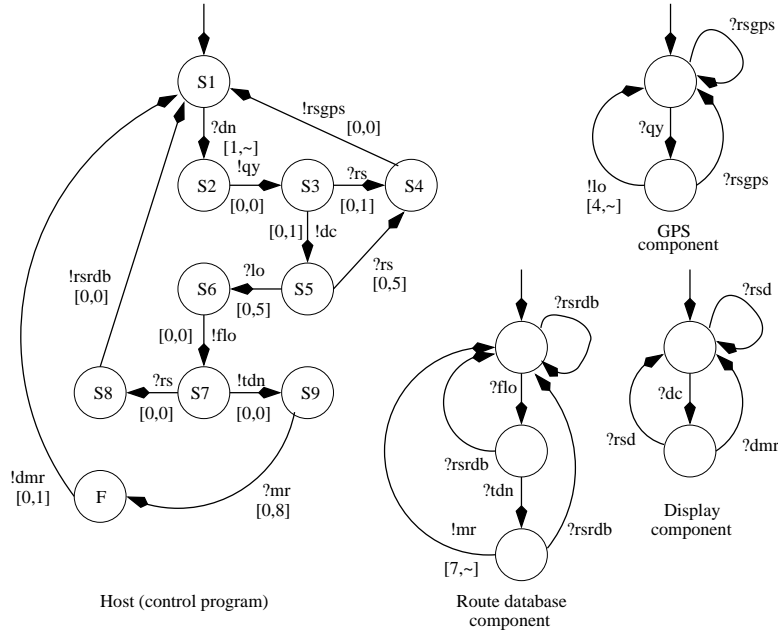 S1
?dn
[1,~]
!rsgps
[0,0]
S2
!qy
[0,0]
S3
?rs
[0,1]
S4
[0,1]
!dc
?rs
[0,5]
S6
?lo
[0,5]
S5
!rsrdb
[0,0]
[0,0]
!flo
S8
?rs
[0,0]
S7
!tdn
[0,0]
S9
!dmr
[0,1]
F
?mr
[0,8]
Host (control program)
?rsgps
?qy
!lo
[4,~]
?rsgps
GPS
component
?rsrdb
?flo
?rsrdb
?tdn
!mr
[7,~]
?rsrdb
Route database
component
?rsd
?dc
?rsd
?dmr
Display
component